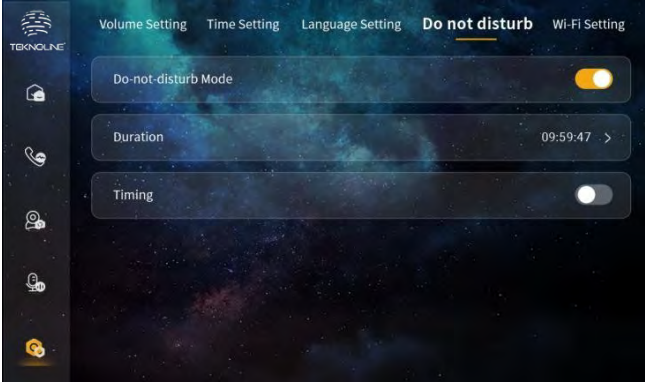 TEKNOLINE
Volume Setting Time Setting Language Setting Do not disturb Wi-Fi Setting
Do-not-disturb Mode
Duration 09:59:47 >
Timing